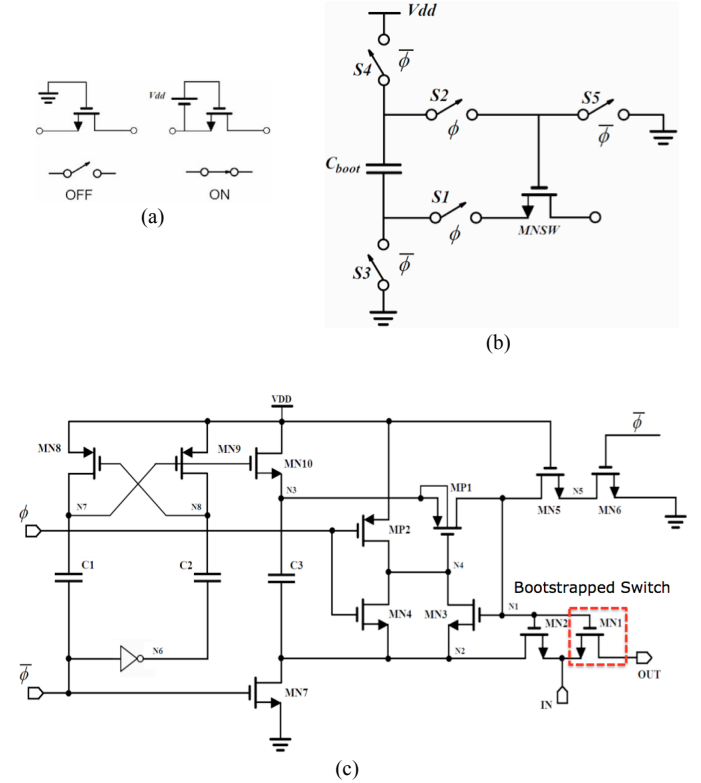 Vdd
OFF
ON
(a)
Vdd
S4
ϕ̅
S2
ϕ
S5
ϕ̅
Cboot
S1
ϕ
MNSW
S3
ϕ̅
(b)
VDD
MN8
MN9
MN10
ϕ̅
N7
N8
N3
MP1
MN5
N5
MN6
ϕ
MP2
C1
C2
C3
N4
MN4
MN3
N1
Bootstrapped Switch
MN2
MN1
N6
N2
ϕ̅
MN7
IN
OUT
(c)